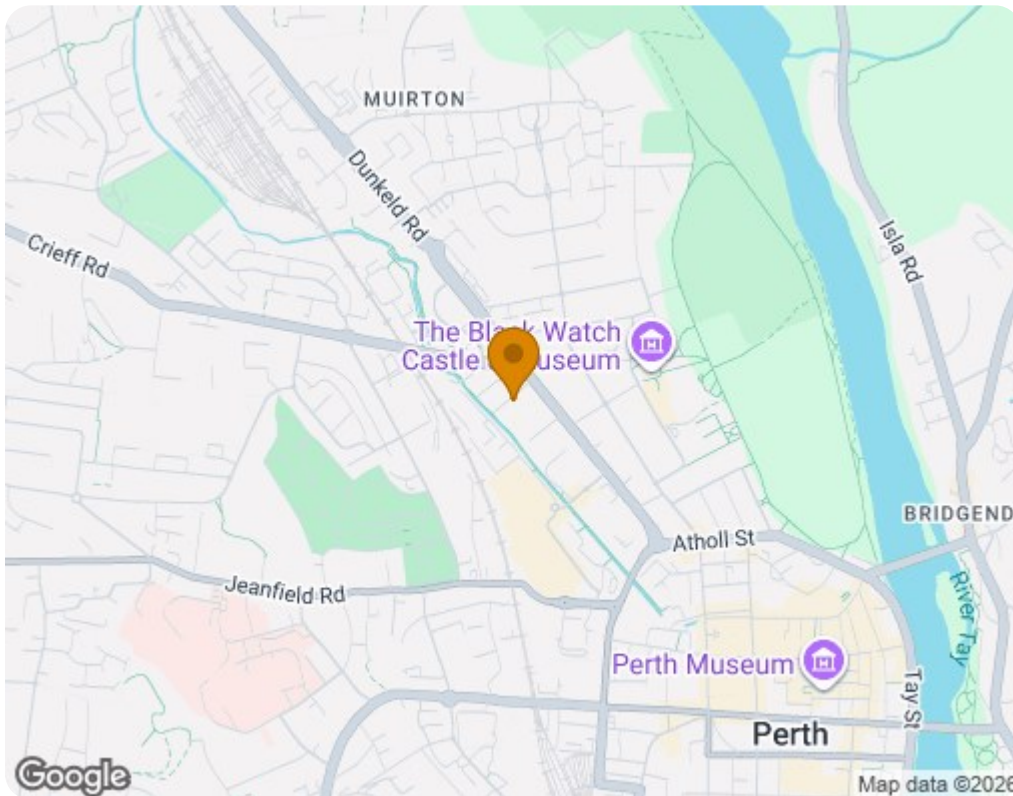 MUIRTON
Dunkeld Rd
Crieff Rd
Isla Rd
The Black Watch
Castle Museum
BRIDGEND
Atholl St
Jeanfield Rd
River Tay
Perth Museum
Tay St
Perth
Google
Map data ©2026